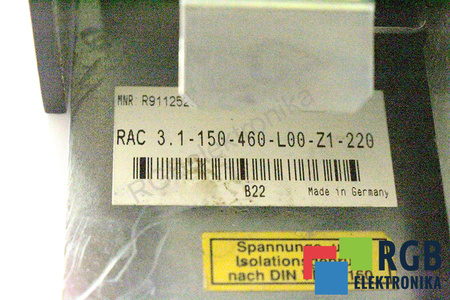 MNR: R911252
RAC 3.1-150-460-L00-Z1-220
B22 Made in Germany
Spannungs- u
Isolations
nach DIN 160
RGB
ELEKTRONIKA